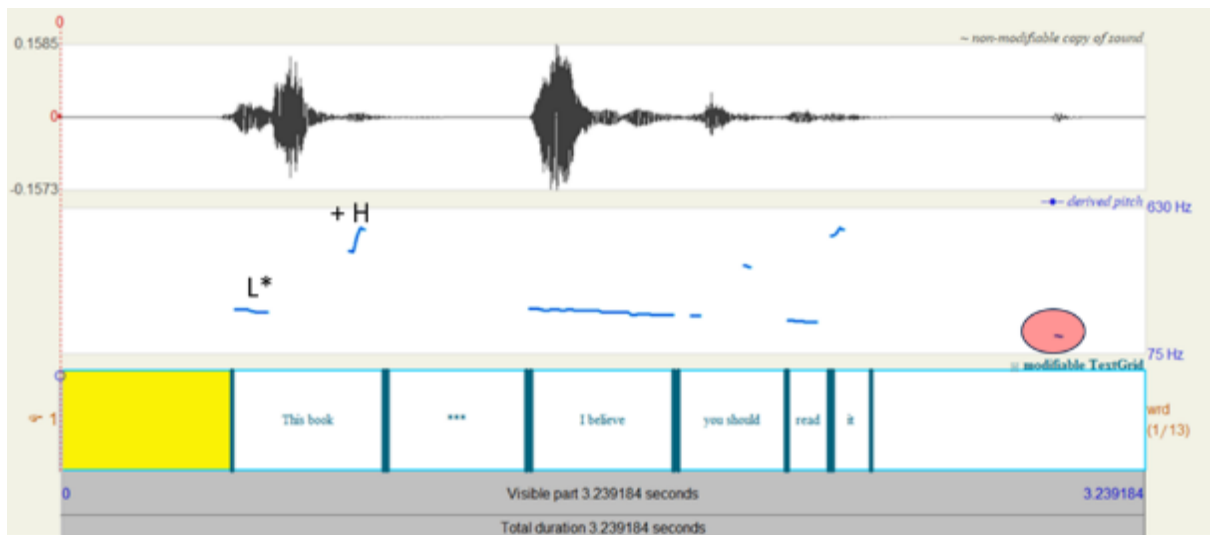 0
0.1585
~ non-modifiable copy of sound
0
-0.1573
derived pitch
630 Hz
+ H
L*
75 Hz
modifiable TextGrid
1
This book
***
I believe
you should
read
it
wrd
(1/13)
0
Visible part 3.239184 seconds
3.239184
Total duration 3.239184 seconds